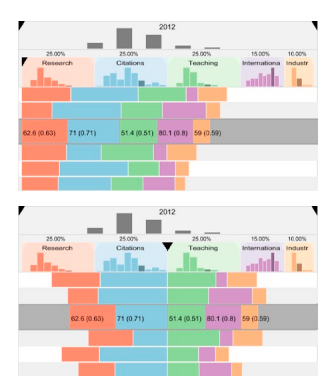 2012
25.00% 25.00% 25.00% 15.00% 10.00%
Research Citations Teaching Internationa Industr
62.6 (0.63) 71 (0.71) 51.4 (0.51) 80.1 (0.8) 59 (0.59)
2012
25.00% 25.00% 25.00% 15.00% 10.00%
Research Citations Teaching Internationa Industr
62.6 (0.63) 71 (0.71) 51.4 (0.51) 80.1 (0.8) 59 (0.59)